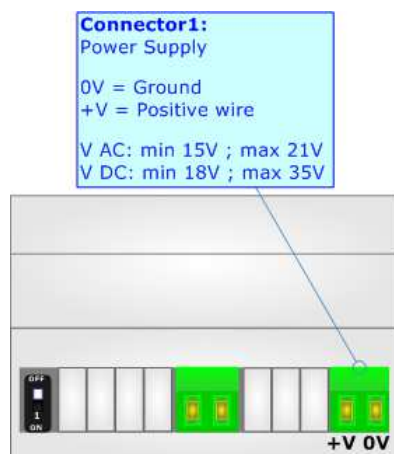 Connector1:
Power Supply
0V = Ground
+V = Positive wire
V AC: min 15V ; max 21V
V DC: min 18V ; max 35V
OFF
1
ON
+V 0V